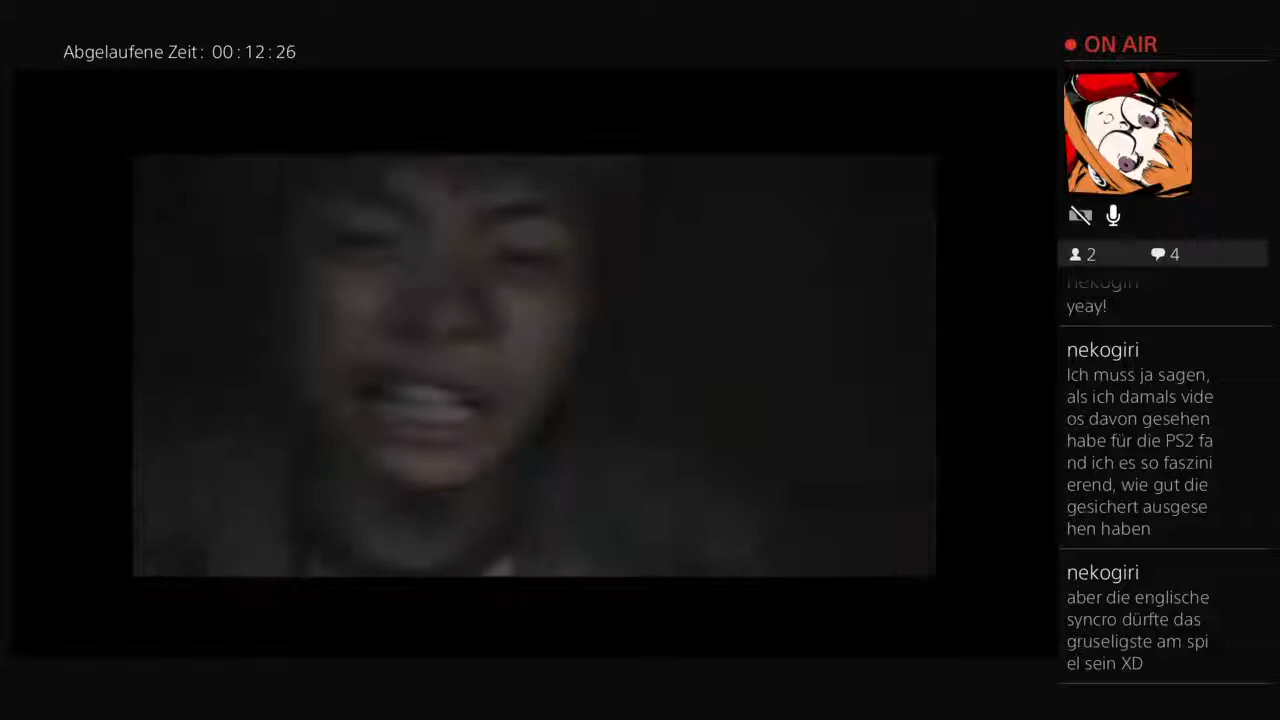 Abgelaufene Zeit: 00:12:26
ON AIR
2
4
nekogiri
yeay!
nekogiri
Ich muss ja sagen,
als ich damals vide
os davon gesehen
habe für die PS2 fa
nd ich es so faszini
erend, wie gut die
gesichert ausgese
hen haben
nekogiri
aber die englische
syncro dürfte das
gruseligste am spi
el sein XD